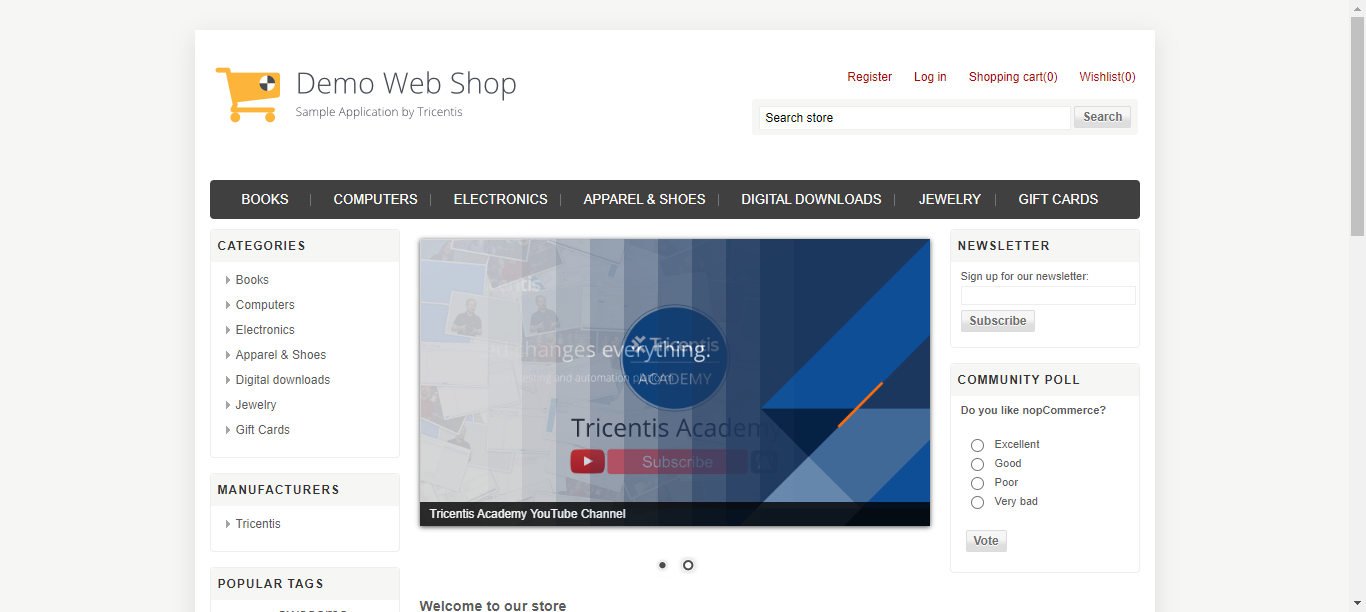 Demo Web Shop
Sample Application by Tricentis
Register Log in Shopping cart(0) Wishlist(0)
Search store Search
BOOKS COMPUTERS ELECTRONICS APPAREL & SHOES DIGITAL DOWNLOADS JEWELRY GIFT CARDS
CATEGORIES
Books
Computers
Electronics
Apparel & Shoes
Digital downloads
Jewelry
Gift Cards
MANUFACTURERS
Tricentis
POPULAR TAGS
changes everything.
and automation platform
Tricentis
ACADEMY
Tricentis Academy
Subscribe
Tricentis Academy YouTube Channel
Welcome to our store
NEWSLETTER
Sign up for our newsletter:
Subscribe
COMMUNITY POLL
Do you like nopCommerce?
Excellent
Good
Poor
Very bad
Vote